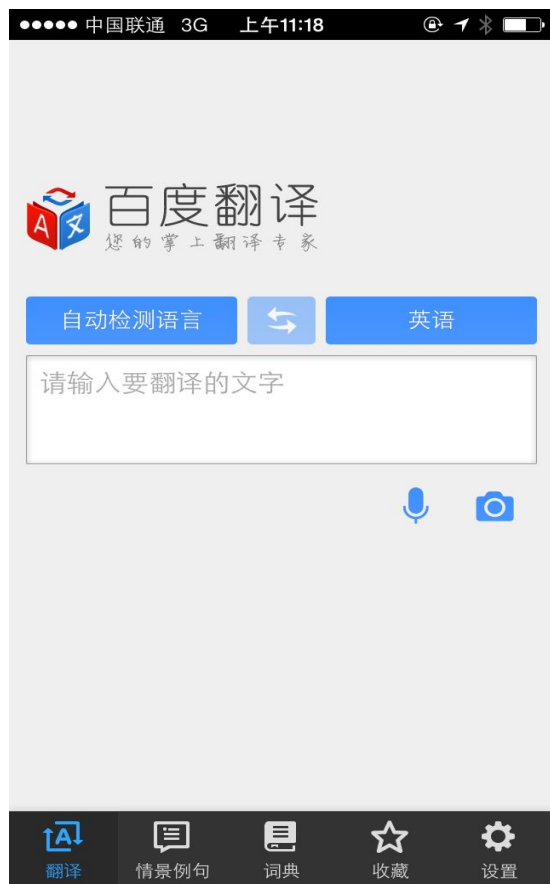 中国联通 3G 上午11:18
百度翻译
您的掌上翻译专家
自动检测语言 英语
请输入要翻译的文字
翻译 情景例句 词典 收藏 设置